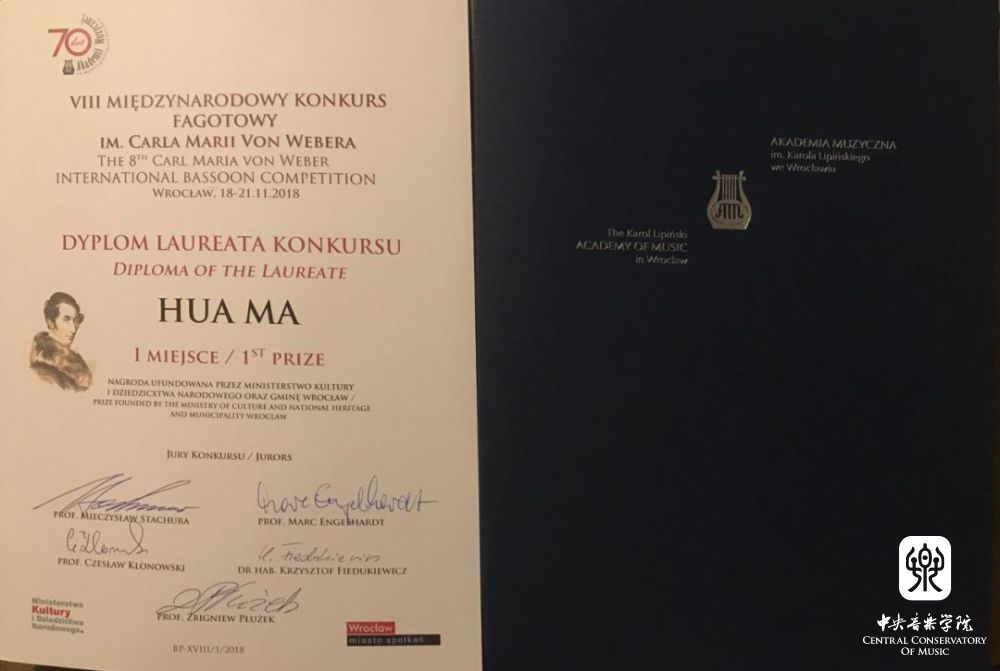 70 lat
VIII MIĘDZYNARODOWY KONKURS
FAGOTOWY
IM. CARLA MARII VON WEBERA
THE 8TH CARL MARIA VON WEBER
INTERNATIONAL BASSOON COMPETITION
WROCŁAW, 18-21.11.2018
DYPLOM LAUREATA KONKURSU
DIPLOMA OF THE LAUREATE
HUA MA
I MIEJSCE / 1ST PRIZE
NAGRODA UFUNDOWANA PRZEZ MINISTERSTWO KULTURY
I DZIEDZICXTWA NARODOWEGO ORAZ GMINĘ WROCŁAW /
PRIZE FOUNDED BY THE MINISTRY OF CULTURE AND NATIONAL HERITAGE
AND MUNICIPALITY WROCLAW
JURY KONKURSU / JURORS
PROF. MIECZYSŁAW STACHURA
PROF. MARC ENGELHARDT
PROF. CZESŁAW KLONOWSKI
DR HAB. KRZYSZTOF FIEDUKIEWICZ
PROF. ZBIGNIEW PŁUŻEK
Ministerstwo
Kultury
i Dziedzictwa
Narodowego.
Wrocław
miasto spotkań
BP-XVIII/1/2018
AKADEMIA MUZYCZNA
im. Karola Lipińskiego
we Wrocławiu
AM
The Karol Lipiński
ACADEMY OF MUSIC
in Wrocław
中央音乐学院
CENTRAL CONSERVATORY
OF MUSIC